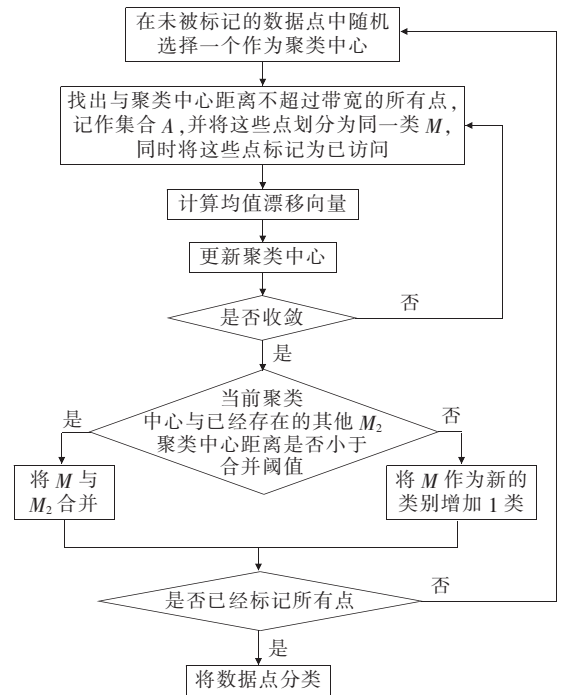 在未被标记的数据点中随机
选择一个作为聚类中心
找出与聚类中心距离不超过带宽的所有点，
记作集合 A，并将这些点划分为同一类 M，
同时将这些点标记为已访问
计算均值漂移向量
更新聚类中心
是否收敛
否
是
当前聚类
中心与已经存在的其他 M₂
聚类中心距离是否小于
合并阈值
是
否
将 M 与
M₂ 合并
将 M 作为新的
类别增加 1 类
是否已经标记所有点
否
是
将数据点分类